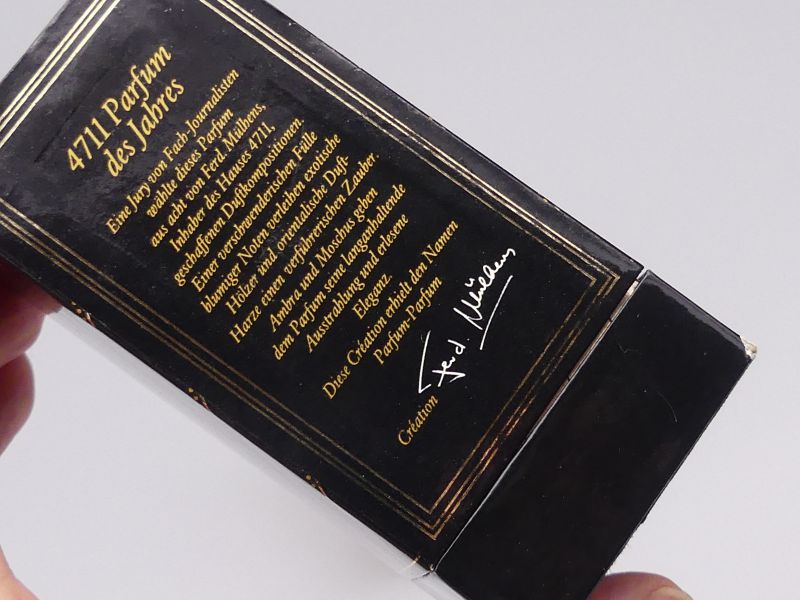 4711 Parfum
des Jahres
Eine Jury von Fach-Journalisten
wählte dieses Parfum
aus acht von Ferd. Mülhens,
Inhaber des Hauses 4711,
geschaffenen Duftkompositionen.
Einer verschwenderischen Fülle
blumiger Noten verleihen exotische
Hölzer und orientalische Duft-
Harze einen verführerischen Zauber.
Ambra und Moschus geben
dem Parfum seine langanhaltende
Ausstrahlung und erlesene
Eleganz.
Diese Création erhielt den Namen
Parfum-Parfum
Création Ferd. Mülhens